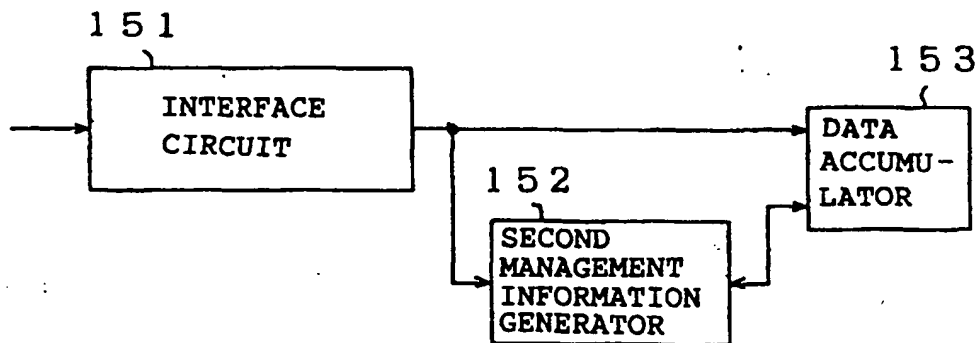 151
INTERFACE
CIRCUIT
153
DATA
ACCUMU-
LATOR
152
SECOND
MANAGEMENT
INFORMATION
GENERATOR